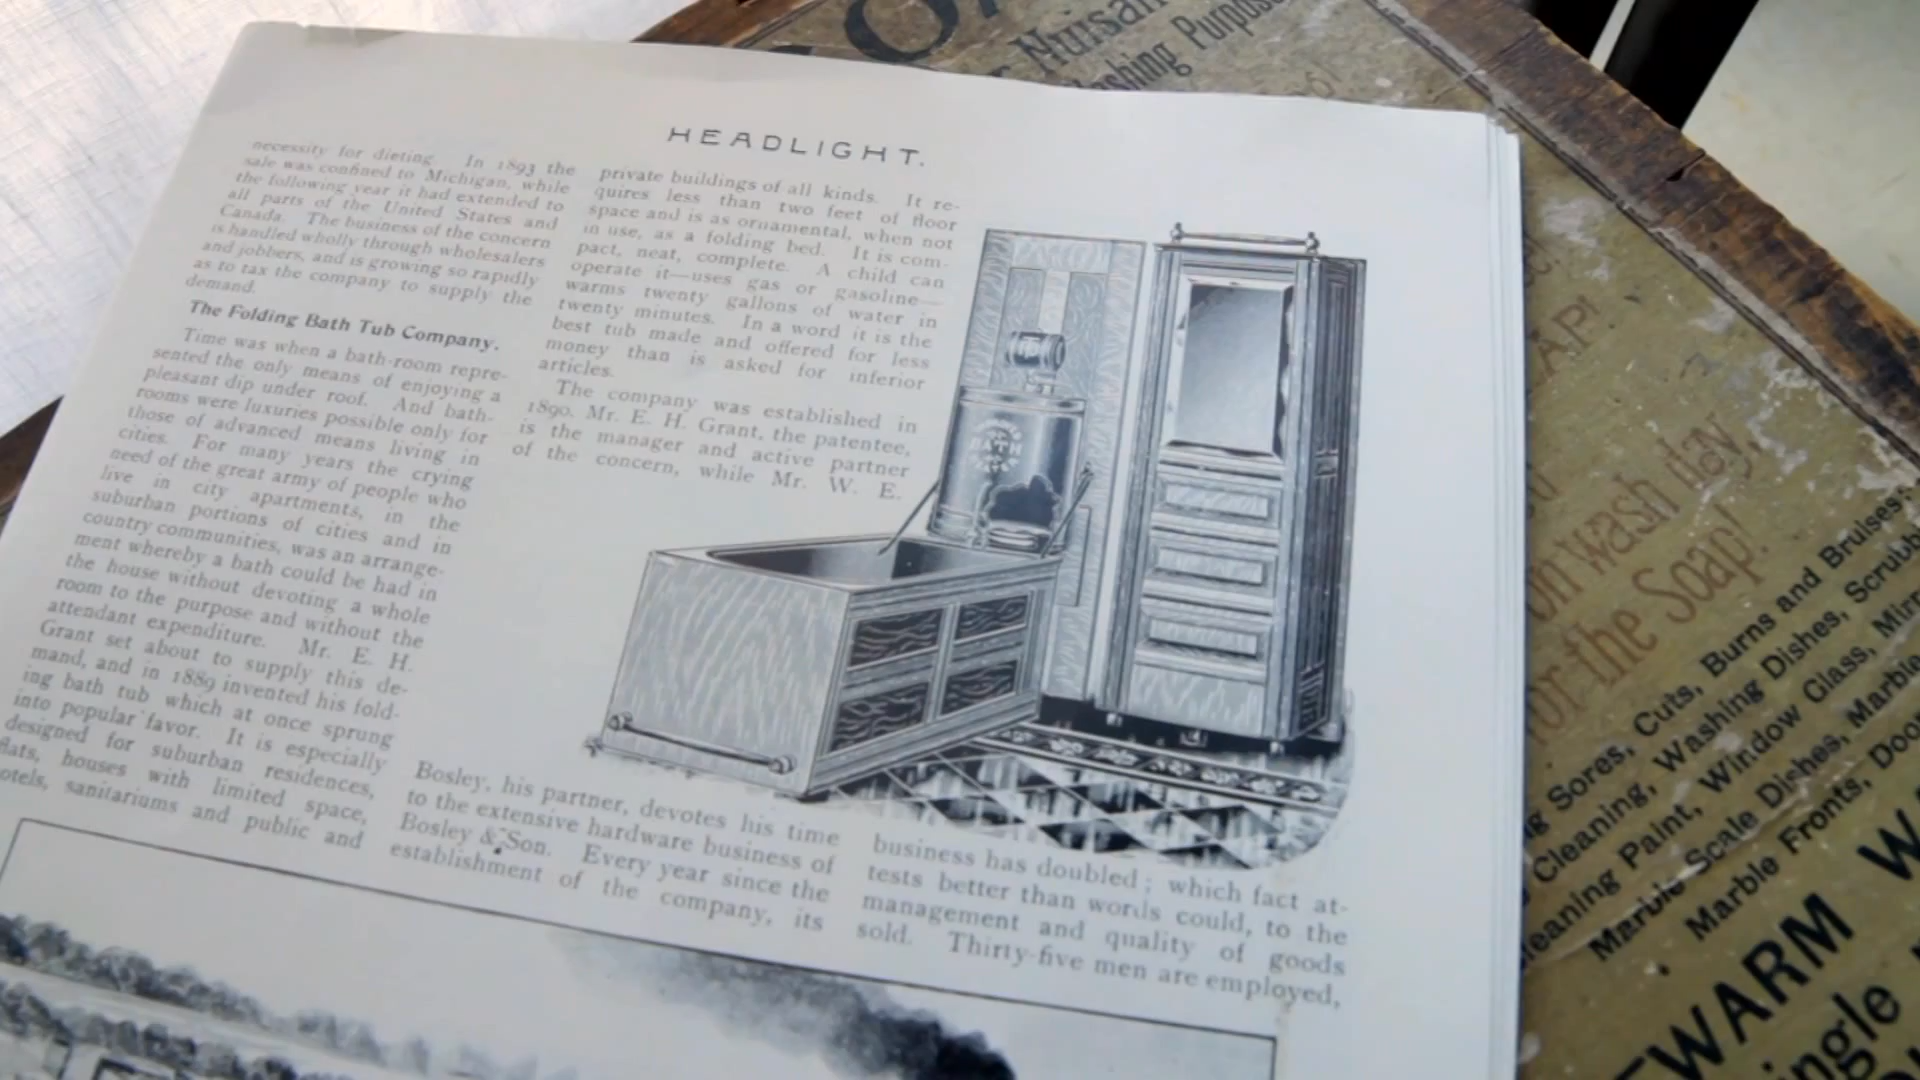 HEADLIGHT.
necessity for dieting. In 1893 the
sale was confined to Michigan, while
the following year it had extended to
all parts of the United States and
Canada. The business of the concern
is handled wholly through wholesalers
and jobbers, and is growing so rapidly
as to tax the company to supply the
demand.
The Folding Bath Tub Company.
Time was when a bath-room repre-
sented the only means of enjoying a
pleasant dip under roof. And bath-
rooms were luxuries possible only for
those of advanced means living in
cities. For many years the crying
need of the great army of people who
live in city apartments, in the
suburban portions of cities and in
country communities, was an arrange-
ment whereby a bath could be had in
the house without devoting a whole
room to the purpose and without the
attendant expenditure. Mr. E. H.
Grant set about to supply this de-
mand, and in 1889 invented his fold-
ing bath tub which at once sprung
into popular favor. It is especially
designed for suburban residences,
flats, houses with limited space,
otels, sanitariums and public and
private buildings of all kinds. It re-
quires less than two feet of floor
space and is as ornamental, when not
in use, as a folding bed. It is com-
pact, neat, complete. A child can
operate it—uses gas or gasoline—
warms twenty gallons of water in
twenty minutes. In a word it is the
best tub made and offered for less
money than is asked for inferior
articles.
The company was established in
1890. Mr. E. H. Grant, the patentee,
is the manager and active partner
of the concern, while Mr. W. E.
BATH
Bosley, his partner, devotes his time
to the extensive hardware business of
Bosley & Son. Every year since the
establishment of the company, its
business has doubled; which fact at-
tests better than words could, to the
management and quality of goods
sold. Thirty-five men are employed,
Nuisan
ashing Purpose
AP!
on wash day,
for the Soap!
g Sores, Cuts, Burns and Bruises:
Cleaning, Washing Dishes, Scrubb
leaning Paint, Window Glass, Mirr
Marble Scale Dishes, Marble
Marble Fronts, Door
WARM W
ingle